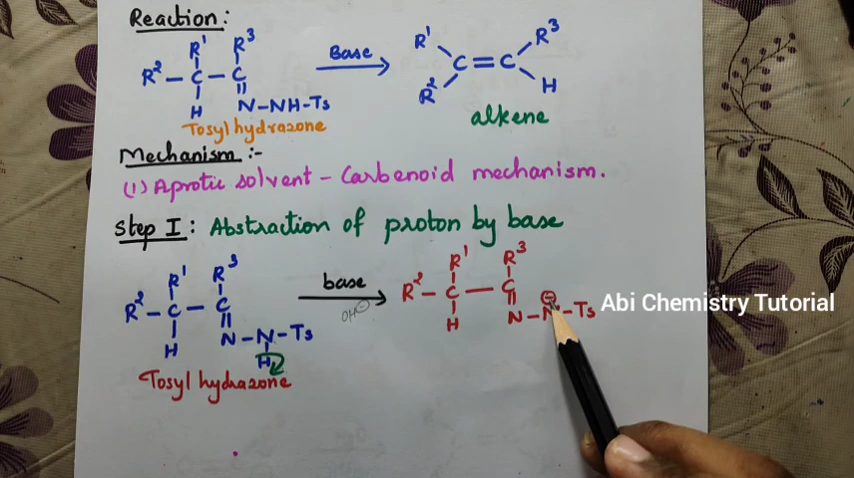 Reaction:
R¹ R³
R² – C – C
H N–NH–Ts
Tosyl hydrazone
Base
R¹ R³
C = C
R² H
alkene
Mechanism :-
(1) Aprotic solvent – Carbenoid mechanism.
Step I : Abstraction of proton by base
R¹ R³
R² – C – C
H N – N – Ts
H
Tosyl hydrazone
base
OH⊖
R¹ R³
R² – C – C
H N – N – Ts
⊖
Abi Chemistry Tutorial